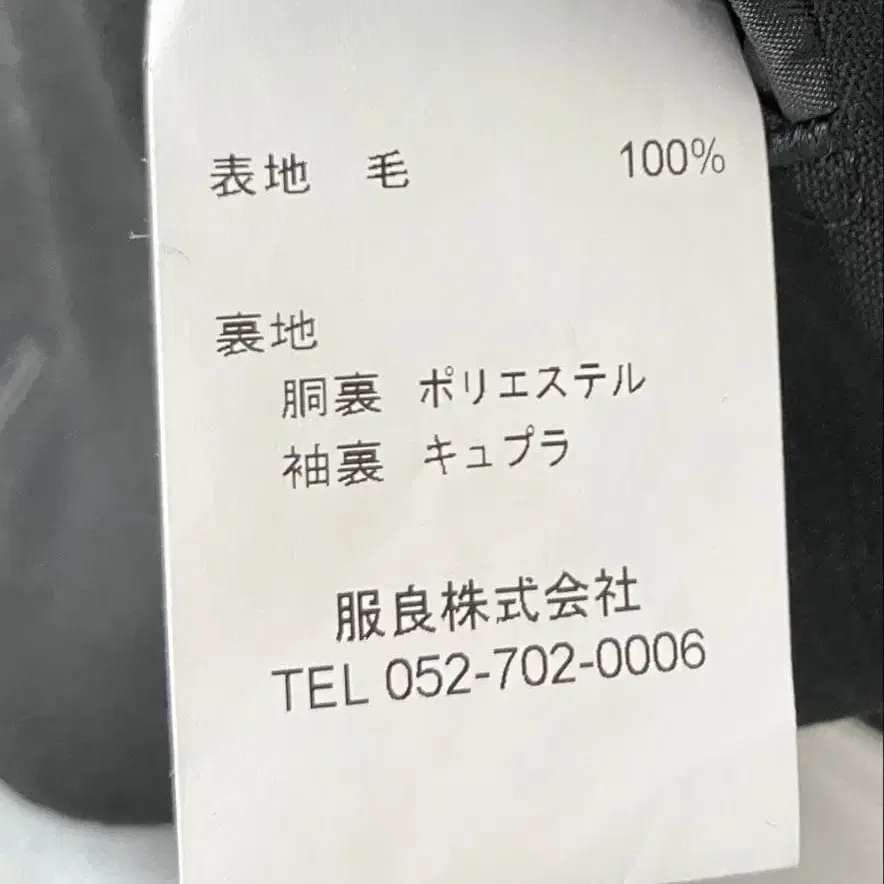 表地 毛 100%
裏地
胴裏 ポリエステル
袖裏 キュプラ
服良株式会社
TEL 052-702-0006